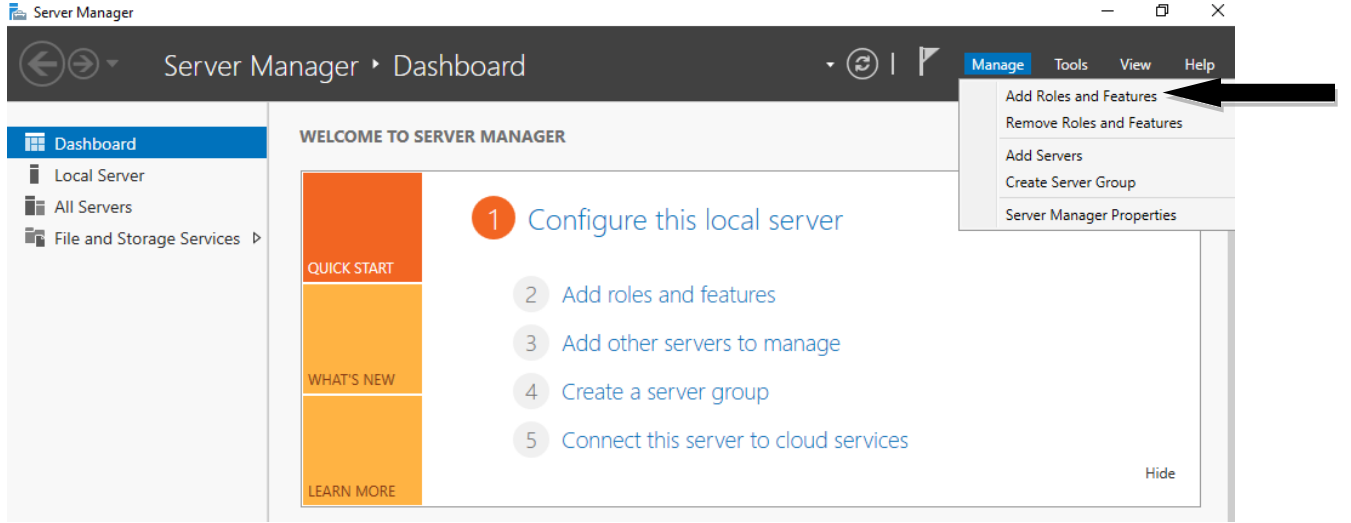 Server Manager
Server Manager ‣ Dashboard
Manage Tools View Help
Add Roles and Features
Remove Roles and Features
Add Servers
Create Server Group
Server Manager Properties
Dashboard
Local Server
All Servers
File and Storage Services
WELCOME TO SERVER MANAGER
QUICK START
WHAT'S NEW
LEARN MORE
1 Configure this local server
2 Add roles and features
3 Add other servers to manage
4 Create a server group
5 Connect this server to cloud services
Hide